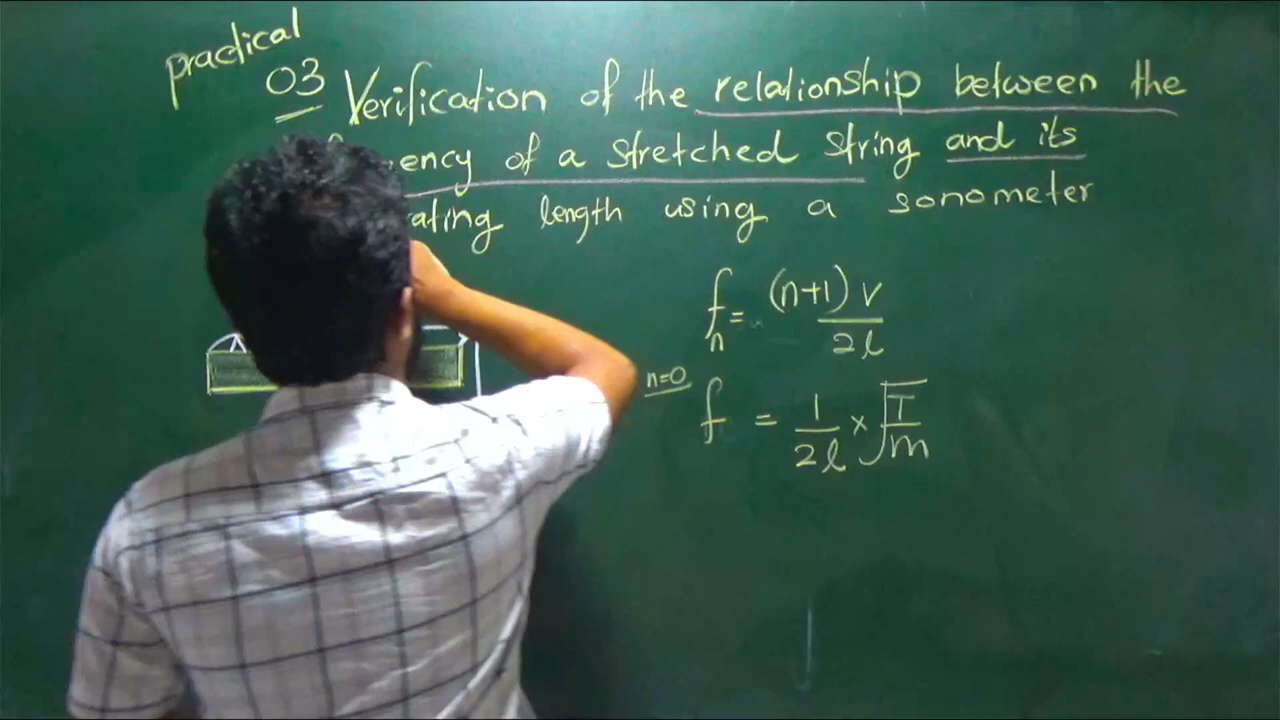 practical
03 Verification of the relationship between the
ency of a stretched string and its
ating length using a sonometer
f_n = (n+1) v / 2l
n=0
f = 1/2l × √T/m